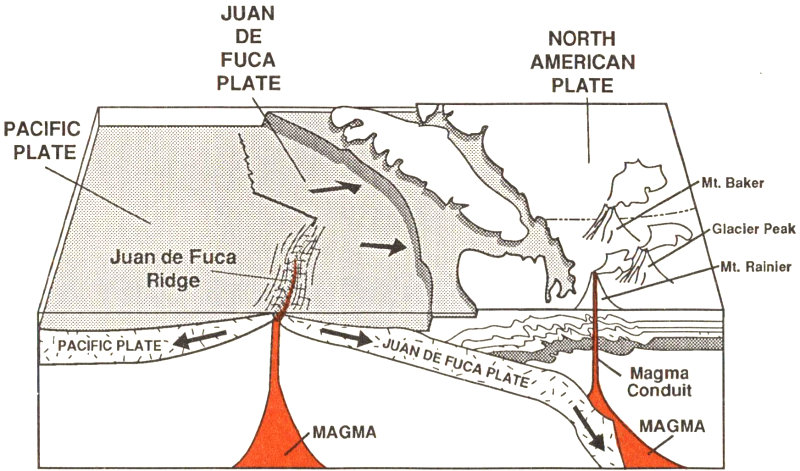 JUAN
DE
FUCA
PLATE
NORTH
AMERICAN
PLATE
PACIFIC
PLATE
Mt. Baker
Glacier Peak
Mt. Rainier
Juan de Fuca
Ridge
PACIFIC PLATE
JUAN DE FUCA PLATE
Magma
Conduit
MAGMA
MAGMA